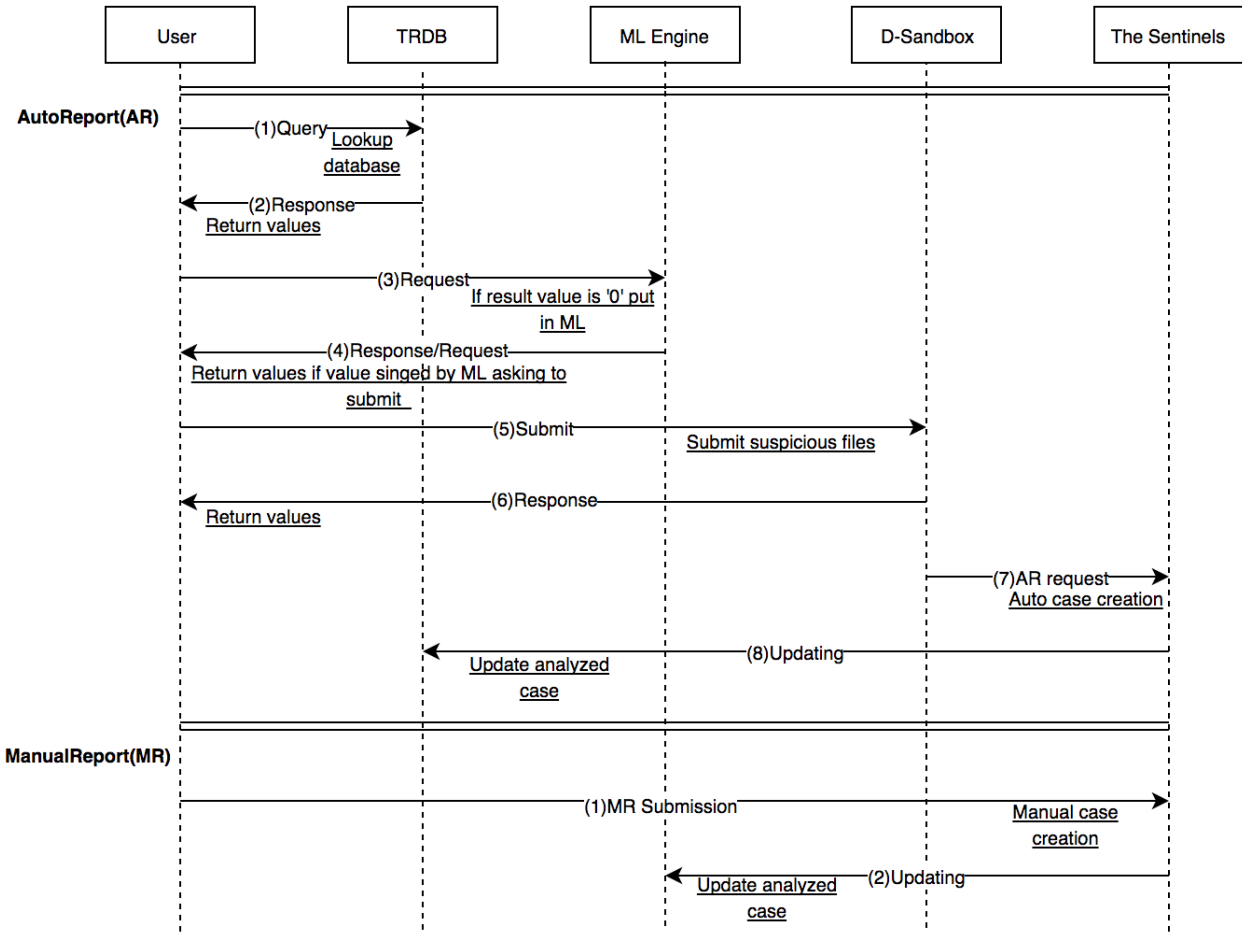 User
TRDB
ML Engine
D-Sandbox
The Sentinels
AutoReport(AR)
(1)Query
Lookup
database
(2)Response
Return values
(3)Request
If result value is '0' put
in ML
(4)Response/Request
Return values if value singed by ML asking to
submit
(5)Submit
Submit suspicious files
(6)Response
Return values
(7)AR request
Auto case creation
(8)Updating
Update analyzed
case
ManualReport(MR)
(1)MR Submission
Manual case
creation
(2)Updating
Update analyzed
case